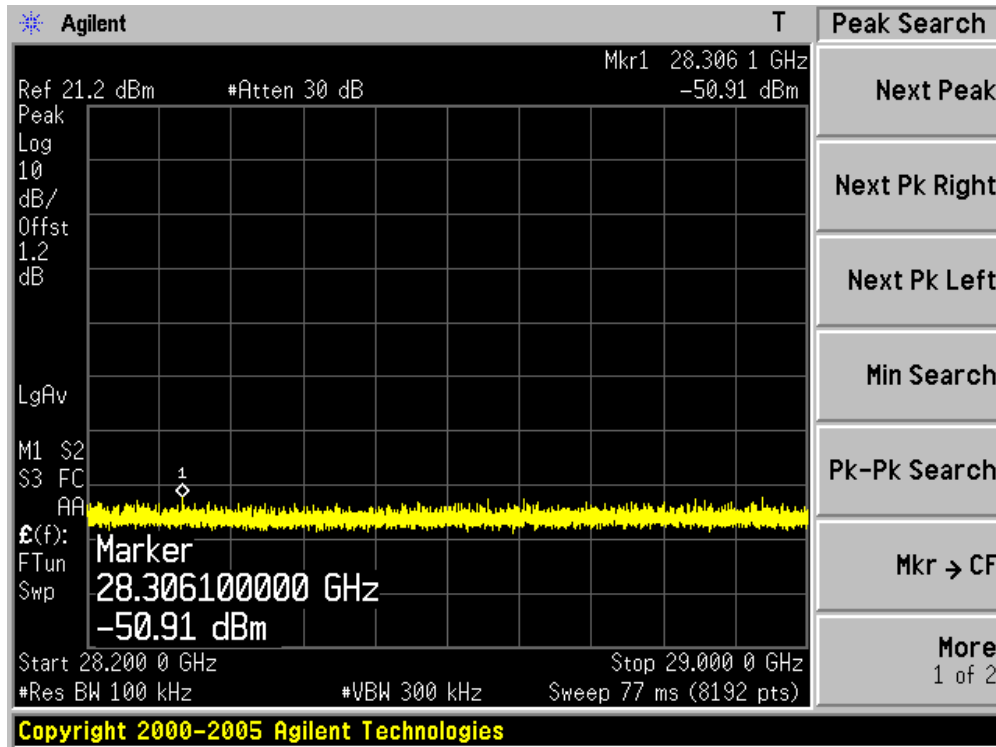 Agilent
T
Peak Search
Mkr1 28.306 1 GHz
Ref 21.2 dBm #Atten 30 dB -50.91 dBm
Peak
Log
10
dB/
Offst
1.2
dB
LgAv
M1 S2
S3 FC
AA
£(f):
FTun
Swp
1
Marker
28.306100000 GHz
-50.91 dBm
Start 28.200 0 GHz Stop 29.000 0 GHz
#Res BW 100 kHz #VBW 300 kHz Sweep 77 ms (8192 pts)
Next Peak
Next Pk Right
Next Pk Left
Min Search
Pk-Pk Search
Mkr → CF
More
1 of 2
Copyright 2000-2005 Agilent Technologies